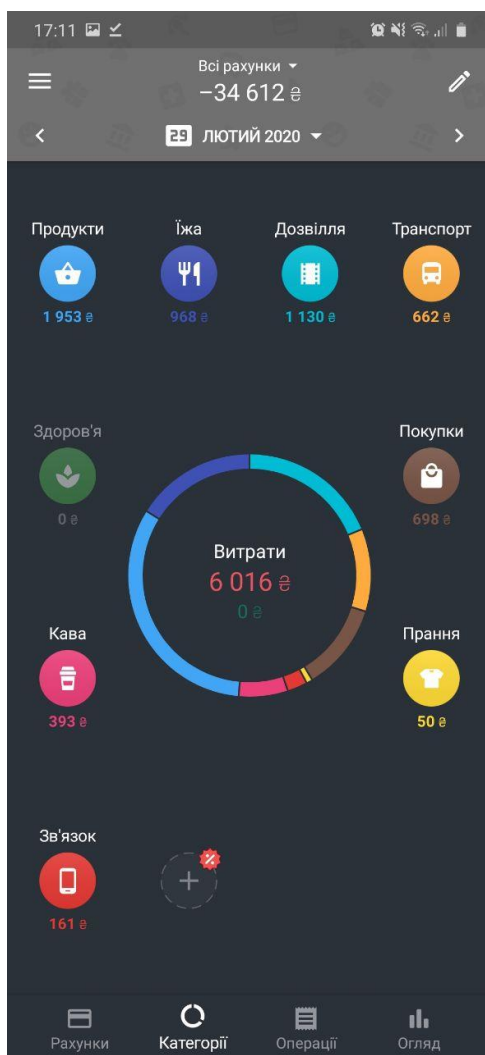 17:11
Всі рахунки
−34 612 ₴
29 ЛЮТИЙ 2020
Продукти Їжа Дозвілля Транспорт
1 953 ₴ 968 ₴ 1 130 ₴ 662 ₴
Здоров'я Покупки
0 ₴ 698 ₴
Витрати
6 016 ₴
0 ₴
Кава Прання
393 ₴ 50 ₴
Зв'язок
161 ₴
Рахунки Категорії Операції Огляд